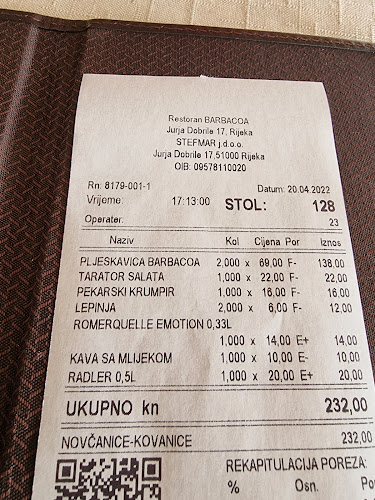 Restoran BARBACOA
Jurja Dobrile 17, Rijeka
STEFMAR j.d.o.o.
Jurja Dobrile 17,51000 Rijeka
OIB: 09578110020
Rn: 8179-001-1 Datum: 20.04.2022
Vrijeme: 17:13:00 STOL: 128
Operater: 23
Naziv Kol Cijena Por Iznos
PLJESKAVICA BARBACOA 2,000 x 69,00 F- 138,00
TARATOR SALATA 1,000 x 22,00 F- 22,00
PEKARSKI KRUMPIR 1,000 x 16,00 F- 16,00
LEPINJA 2,000 x 6,00 F- 12,00
ROMERQUELLE EMOTION 0,33L
1,000 x 14,00 E+ 14,00
KAVA SA MLIJEKOM 1,000 x 10,00 E- 10,00
RADLER 0,5L 1,000 x 20,00 E+ 20,00
UKUPNO kn 232,00
NOVČANICE-KOVANICE 232,00
REKAPITULACIJA POREZA:
% Osn.